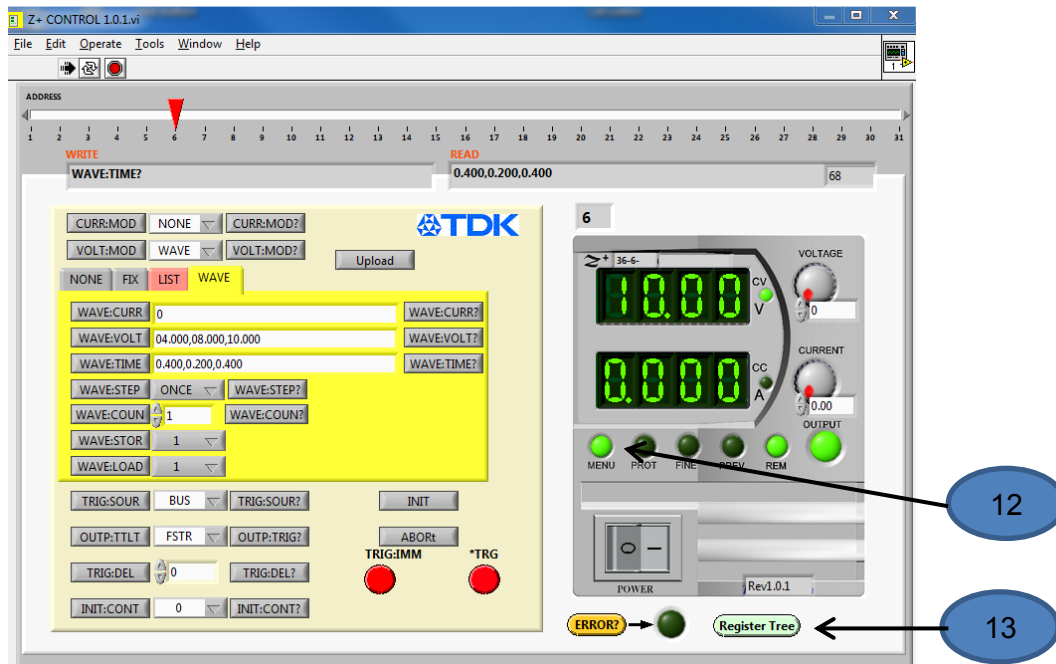 Z+ CONTROL 1.0.1.vi
File Edit Operate Tools Window Help
1
ADDRESS
1 2 3 4 5 6 7 8 9 10 11 12 13 14 15 16 17 18 19 20 21 22 23 24 25 26 27 28 29 30 31
WRITE READ
WAVE:TIME? 0.400,0.200,0.400 68
CURR:MOD NONE CURR:MOD?
TDK
6
VOLT:MOD WAVE VOLT:MOD?
Upload
NONE FIX LIST WAVE
WAVE:CURR 0 WAVE:CURR?
WAVE:VOLT 04.000,08.000,10.000 WAVE:VOLT?
WAVE:TIME 0.400,0.200,0.400 WAVE:TIME?
WAVE:STEP ONCE WAVE:STEP?
WAVE:COUN 1 WAVE:COUN?
WAVE:STOR 1
WAVE:LOAD 1
TRIG:SOUR BUS TRIG:SOUR? INIT
OUTP:TTLT FSTR OUTP:TRIG? ABORt
TRIG:IMM *TRG
TRIG:DEL 0 TRIG:DEL?
INIT:CONT 0 INIT:CONT?
Z+ 36-6-
VOLTAGE
10.00 CV V
0
CURRENT
0.000 CC A
0.00
OUTPUT
MENU PROT FINE PREV REM
12
POWER
Rev1.0.1
ERROR? Register Tree
13